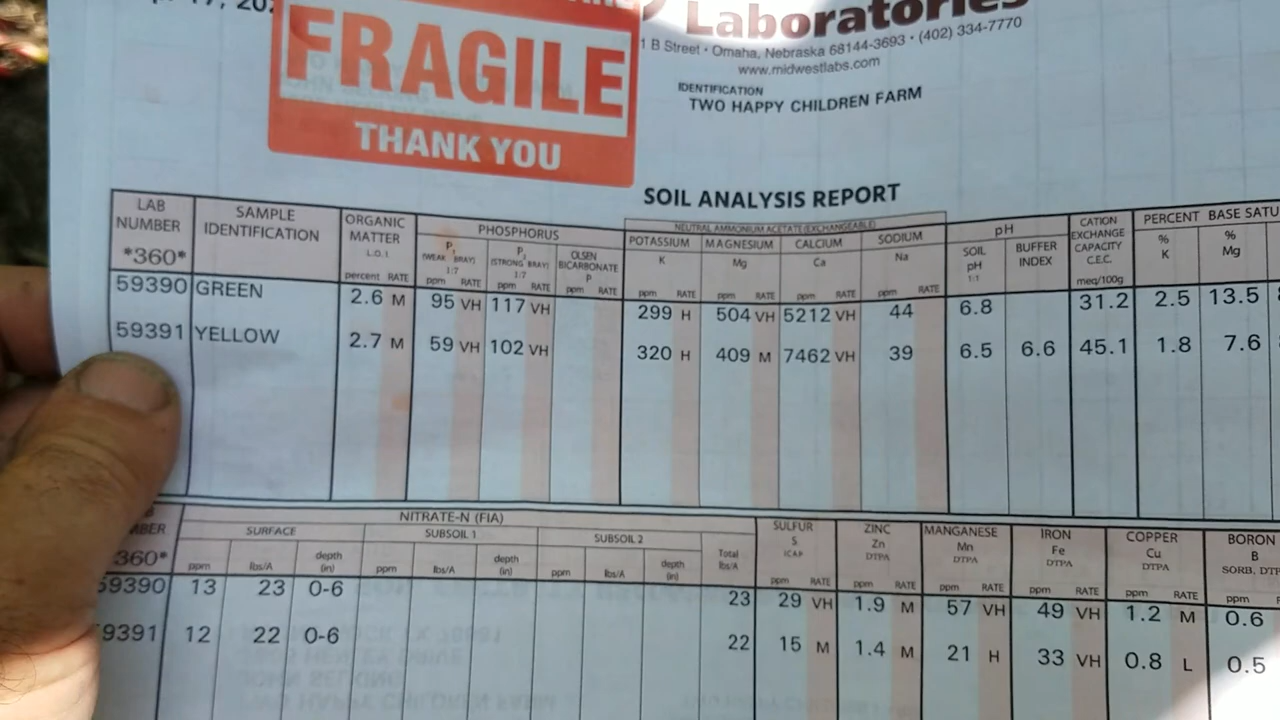 FRAGILE
THANK YOU
Laboratories
1 B Street • Omaha, Nebraska 68144-3693 • (402) 334-7770
www.midwestlabs.com
IDENTIFICATION
TWO HAPPY CHILDREN FARM
SOIL ANALYSIS REPORT
LAB NUMBER *360*
SAMPLE IDENTIFICATION
ORGANIC MATTER L.O.I. percent RATE
PHOSPHORUS
P1 (WEAK BRAY) 1:7 ppm RATE
P2 (STRONG BRAY) 1:7 ppm RATE
OLSEN BICARBONATE P ppm RATE
NEUTRAL AMMONIUM ACETATE (EXCHANGEABLE)
POTASSIUM K ppm RATE
MAGNESIUM Mg ppm RATE
CALCIUM Ca ppm RATE
SODIUM Na ppm RATE
pH
SOIL pH 1:1
BUFFER INDEX
CATION EXCHANGE CAPACITY C.E.C. meq/100g
PERCENT BASE SATU
% K
% Mg
59390 GREEN 2.6 M 95 VH 117 VH 299 H 504 VH 5212 VH 44 6.8 31.2 2.5 13.5
59391 YELLOW 2.7 M 59 VH 102 VH 320 H 409 M 7462 VH 39 6.5 6.6 45.1 1.8 7.6
MBER 360*
NITRATE-N (FIA)
SURFACE
ppm lbs/A depth (in)
SUBSOIL 1
ppm lbs/A depth (in)
SUBSOIL 2
ppm lbs/A depth (in)
Total lbs/A
SULFUR S ICAP ppm RATE
ZINC Zn DTPA ppm RATE
MANGANESE Mn DTPA ppm RATE
IRON Fe DTPA ppm RATE
COPPER Cu DTPA ppm RATE
BORON B SORB. DTP ppm
59390 13 23 0-6 23 29 VH 1.9 M 57 VH 49 VH 1.2 M 0.6
9391 12 22 0-6 22 15 M 1.4 M 21 H 33 VH 0.8 L 0.5